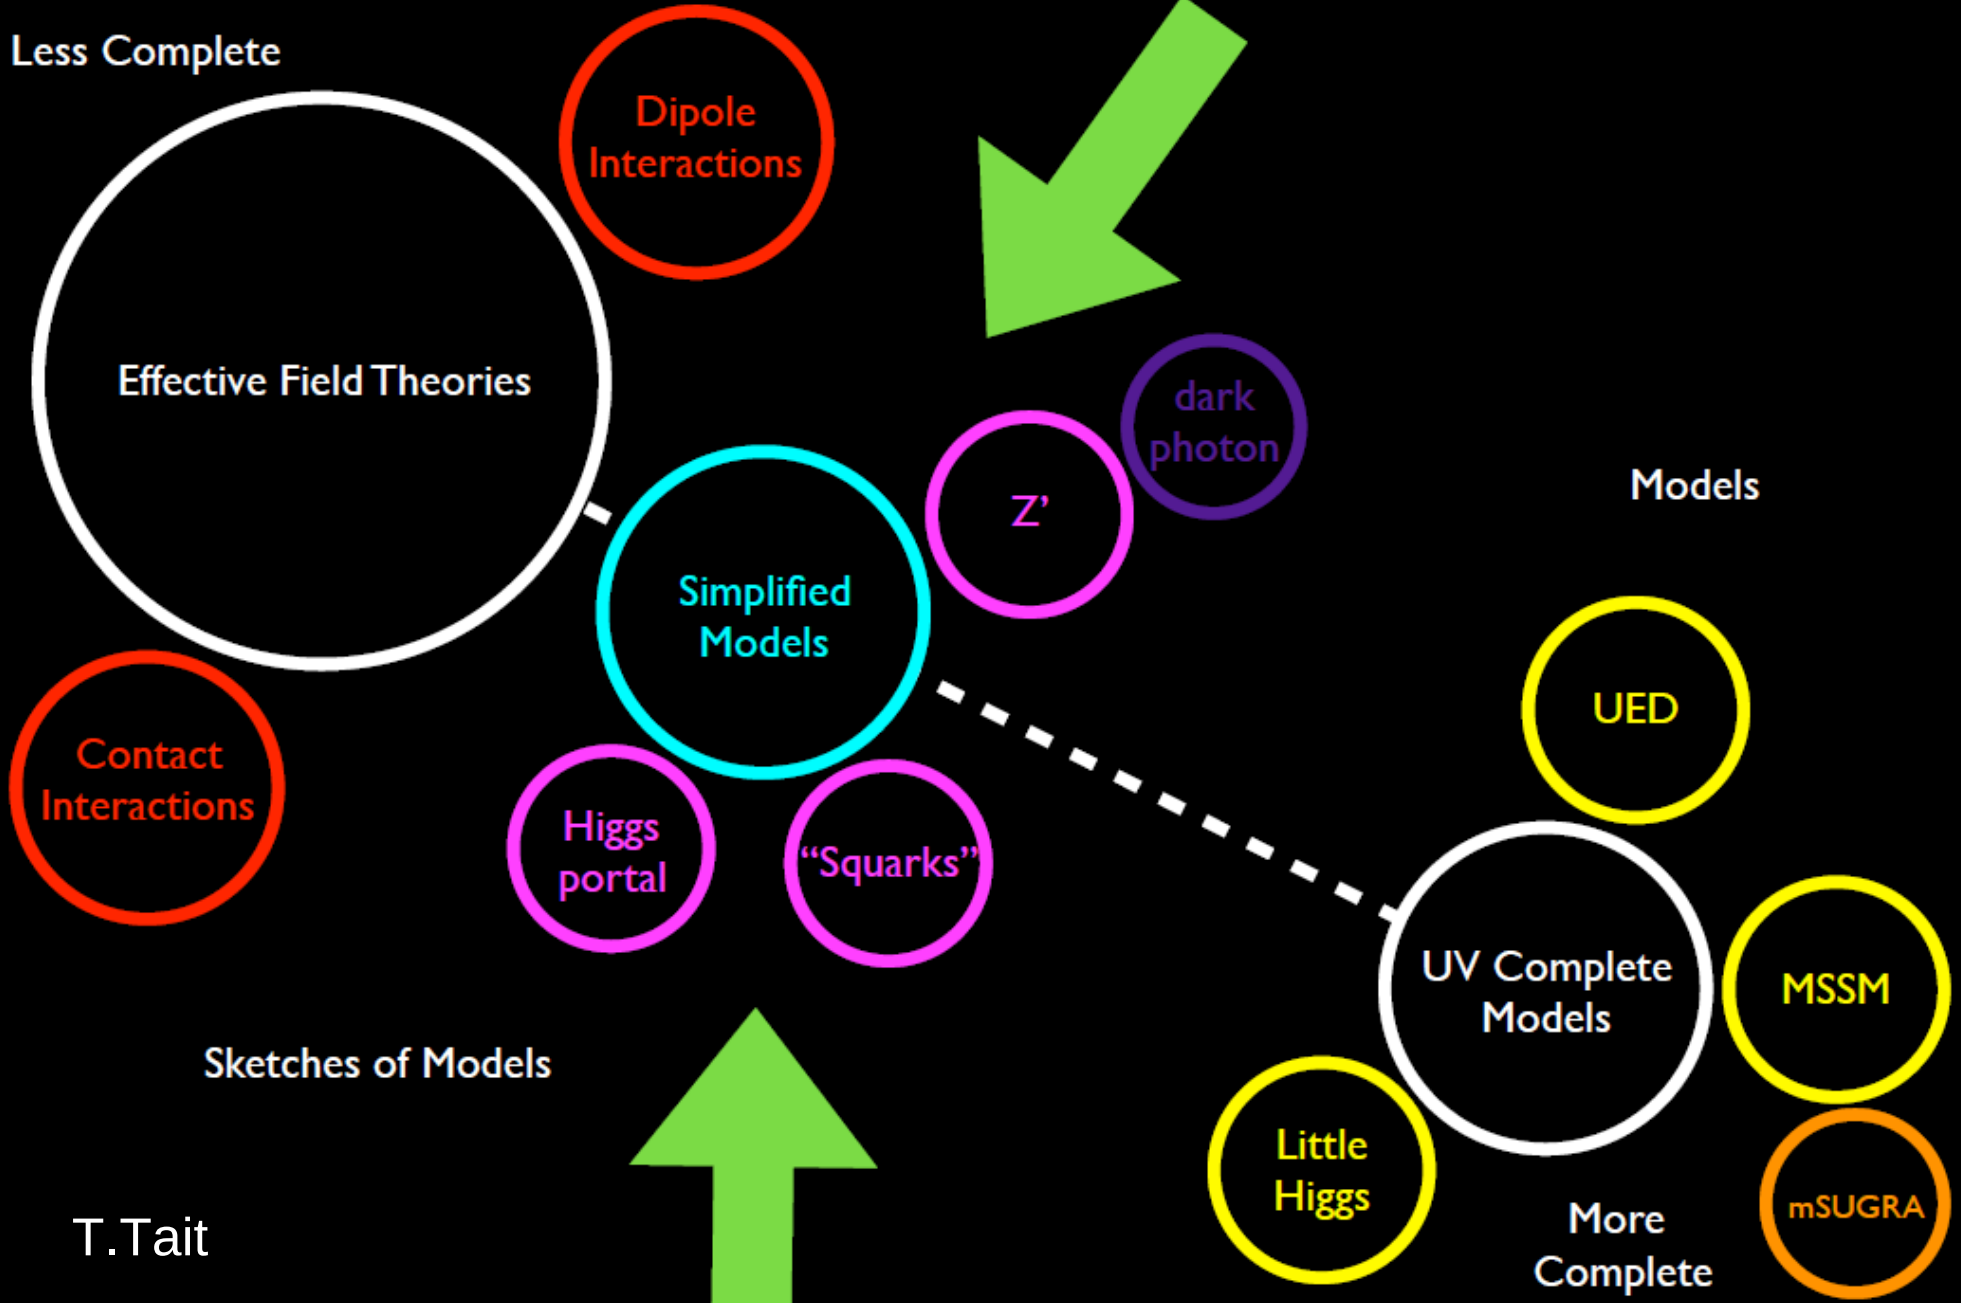 Less Complete
Dipole
Interactions
Effective Field Theories
dark
photon
Z’
Models
Simplified
Models
UED
Contact
Interactions
Higgs
portal
“Squarks”
UV Complete
Models
MSSM
Sketches of Models
Little
Higgs
mSUGRA
More
Complete
T.Tait